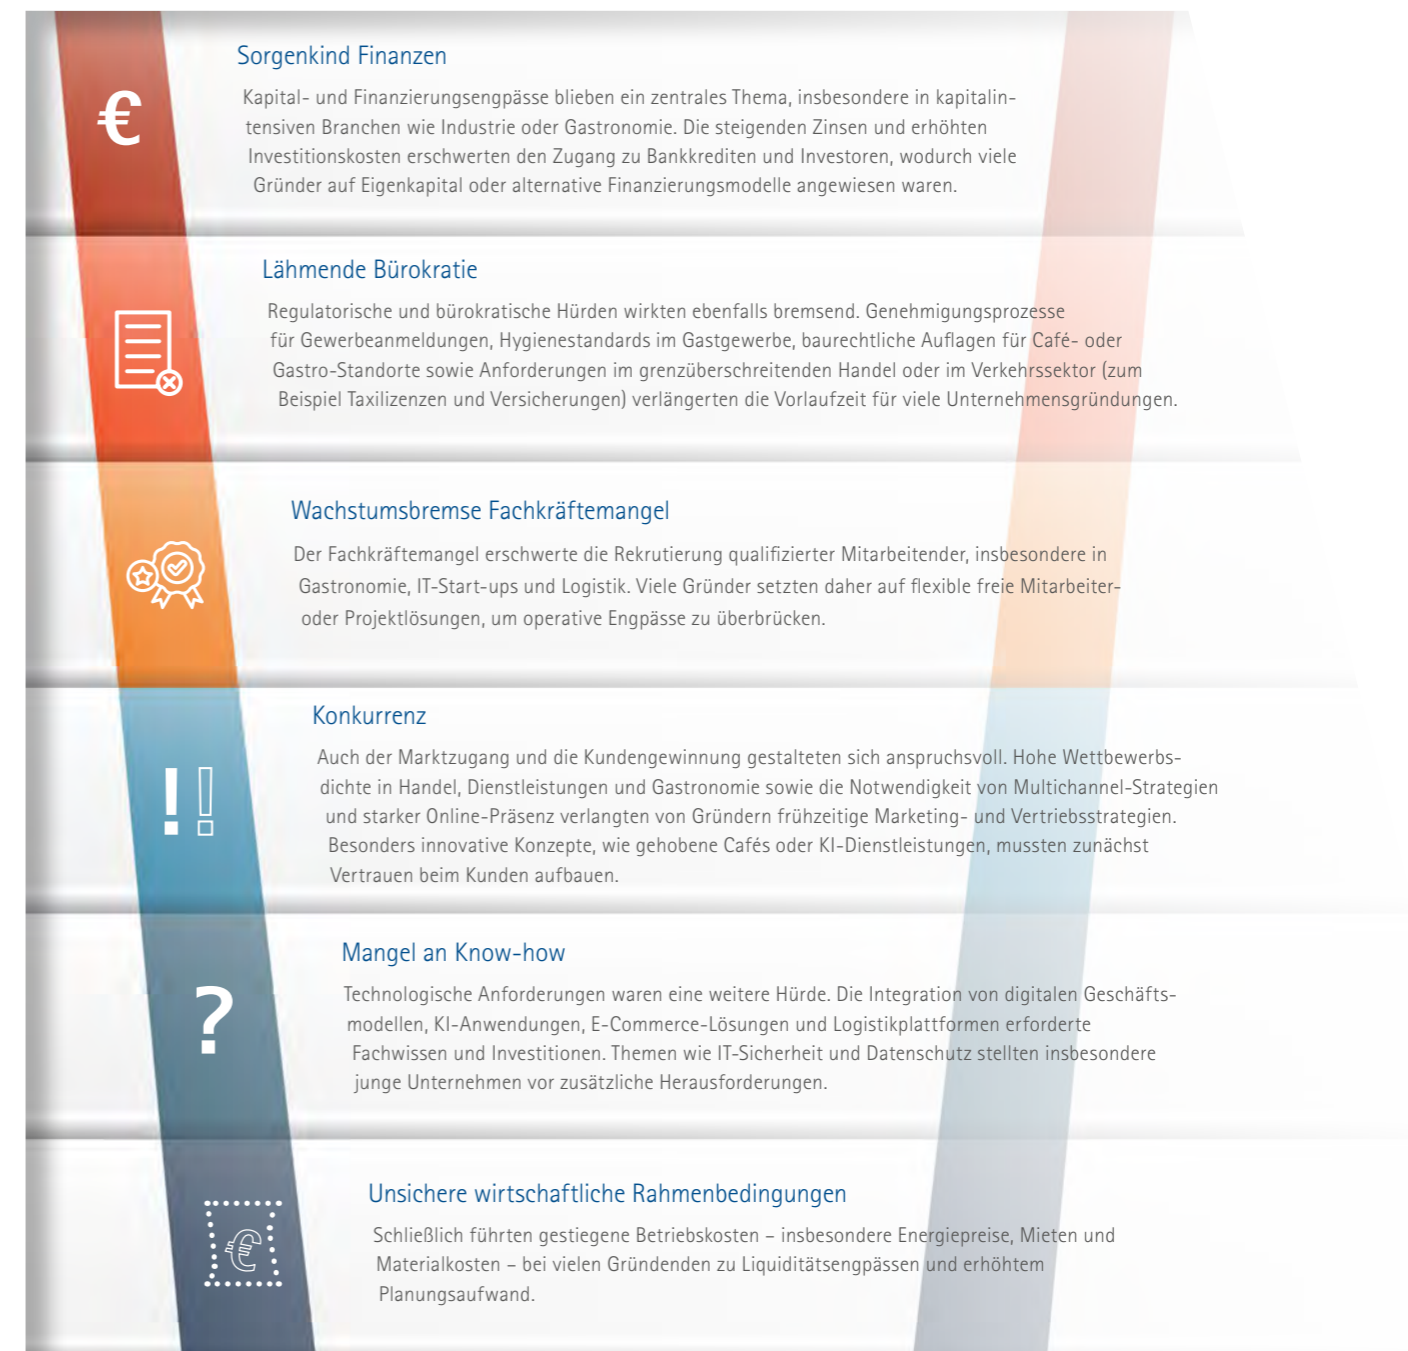 Sorgenkind Finanzen
€
Kapital- und Finanzierungsengpässe blieben ein zentrales Thema, insbesondere in kapitalin-
tensiven Branchen wie Industrie oder Gastronomie. Die steigenden Zinsen und erhöhten
Investitionskosten erschwerten den Zugang zu Bankkrediten und Investoren, wodurch viele
Gründer auf Eigenkapital oder alternative Finanzierungsmodelle angewiesen waren.
Lähmende Bürokratie
Regulatorische und bürokratische Hürden wirkten ebenfalls bremsend. Genehmigungsprozesse
für Gewerbeanmeldungen, Hygienestandards im Gastgewerbe, baurechtliche Auflagen für Café- oder
Gastro-Standorte sowie Anforderungen im grenzüberschreitenden Handel oder im Verkehrssektor (zum
Beispiel Taxilizenzen und Versicherungen) verlängerten die Vorlaufzeit für viele Unternehmensgründungen.
Wachstumsbremse Fachkräftemangel
Der Fachkräftemangel erschwerte die Rekrutierung qualifizierter Mitarbeitender, insbesondere in
Gastronomie, IT-Start-ups und Logistik. Viele Gründer setzten daher auf flexible freie Mitarbeiter-
oder Projektlösungen, um operative Engpässe zu überbrücken.
Konkurrenz
!!
Auch der Marktzugang und die Kundengewinnung gestalteten sich anspruchsvoll. Hohe Wettbewerbs-
dichte in Handel, Dienstleistungen und Gastronomie sowie die Notwendigkeit von Multichannel-Strategien
und starker Online-Präsenz verlangten von Gründern frühzeitige Marketing- und Vertriebsstrategien.
Besonders innovative Konzepte, wie gehobene Cafés oder KI-Dienstleistungen, mussten zunächst
Vertrauen beim Kunden aufbauen.
Mangel an Know-how
?
Technologische Anforderungen waren eine weitere Hürde. Die Integration von digitalen Geschäfts-
modellen, KI-Anwendungen, E-Commerce-Lösungen und Logistikplattformen erforderte
Fachwissen und Investitionen. Themen wie IT-Sicherheit und Datenschutz stellten insbesondere
junge Unternehmen vor zusätzliche Herausforderungen.
Unsichere wirtschaftliche Rahmenbedingungen
€
Schließlich führten gestiegene Betriebskosten – insbesondere Energiepreise, Mieten und
Materialkosten – bei vielen Gründenden zu Liquiditätsengpässen und erhöhtem
Planungsaufwand.